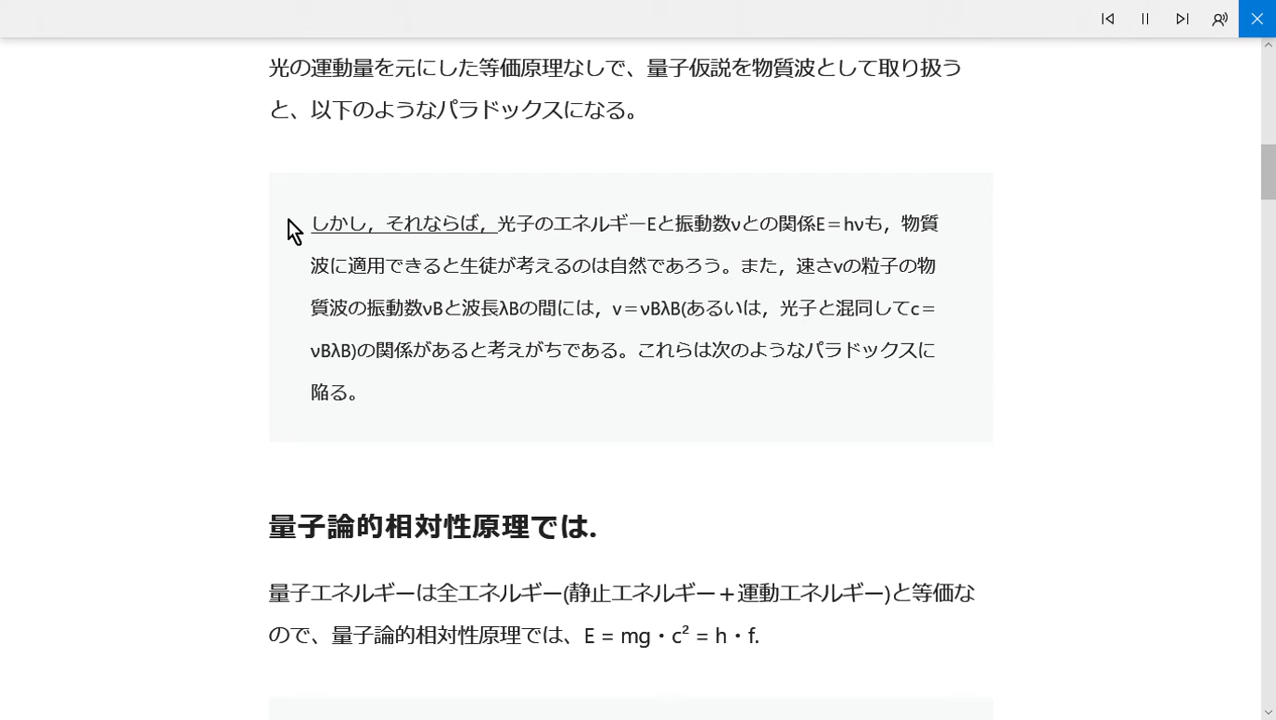 光の運動量を元にした等価原理なしで、量子仮説を物質波として取り扱う
と、以下のようなパラドックスになる。
しかし，それならば，光子のエネルギーEと振動数νとの関係E＝hνも，物質
波に適用できると生徒が考えるのは自然であろう。また，速さvの粒子の物
質波の振動数νBと波長λBの間には，v＝νBλB(あるいは，光子と混同してc＝
νBλB)の関係があると考えがちである。これらは次のようなパラドックスに
陥る。
量子論的相対性原理では.
量子エネルギーは全エネルギー(静止エネルギー＋運動エネルギー)と等価な
ので、量子論的相対性原理では、E = mg・c² = h・f.